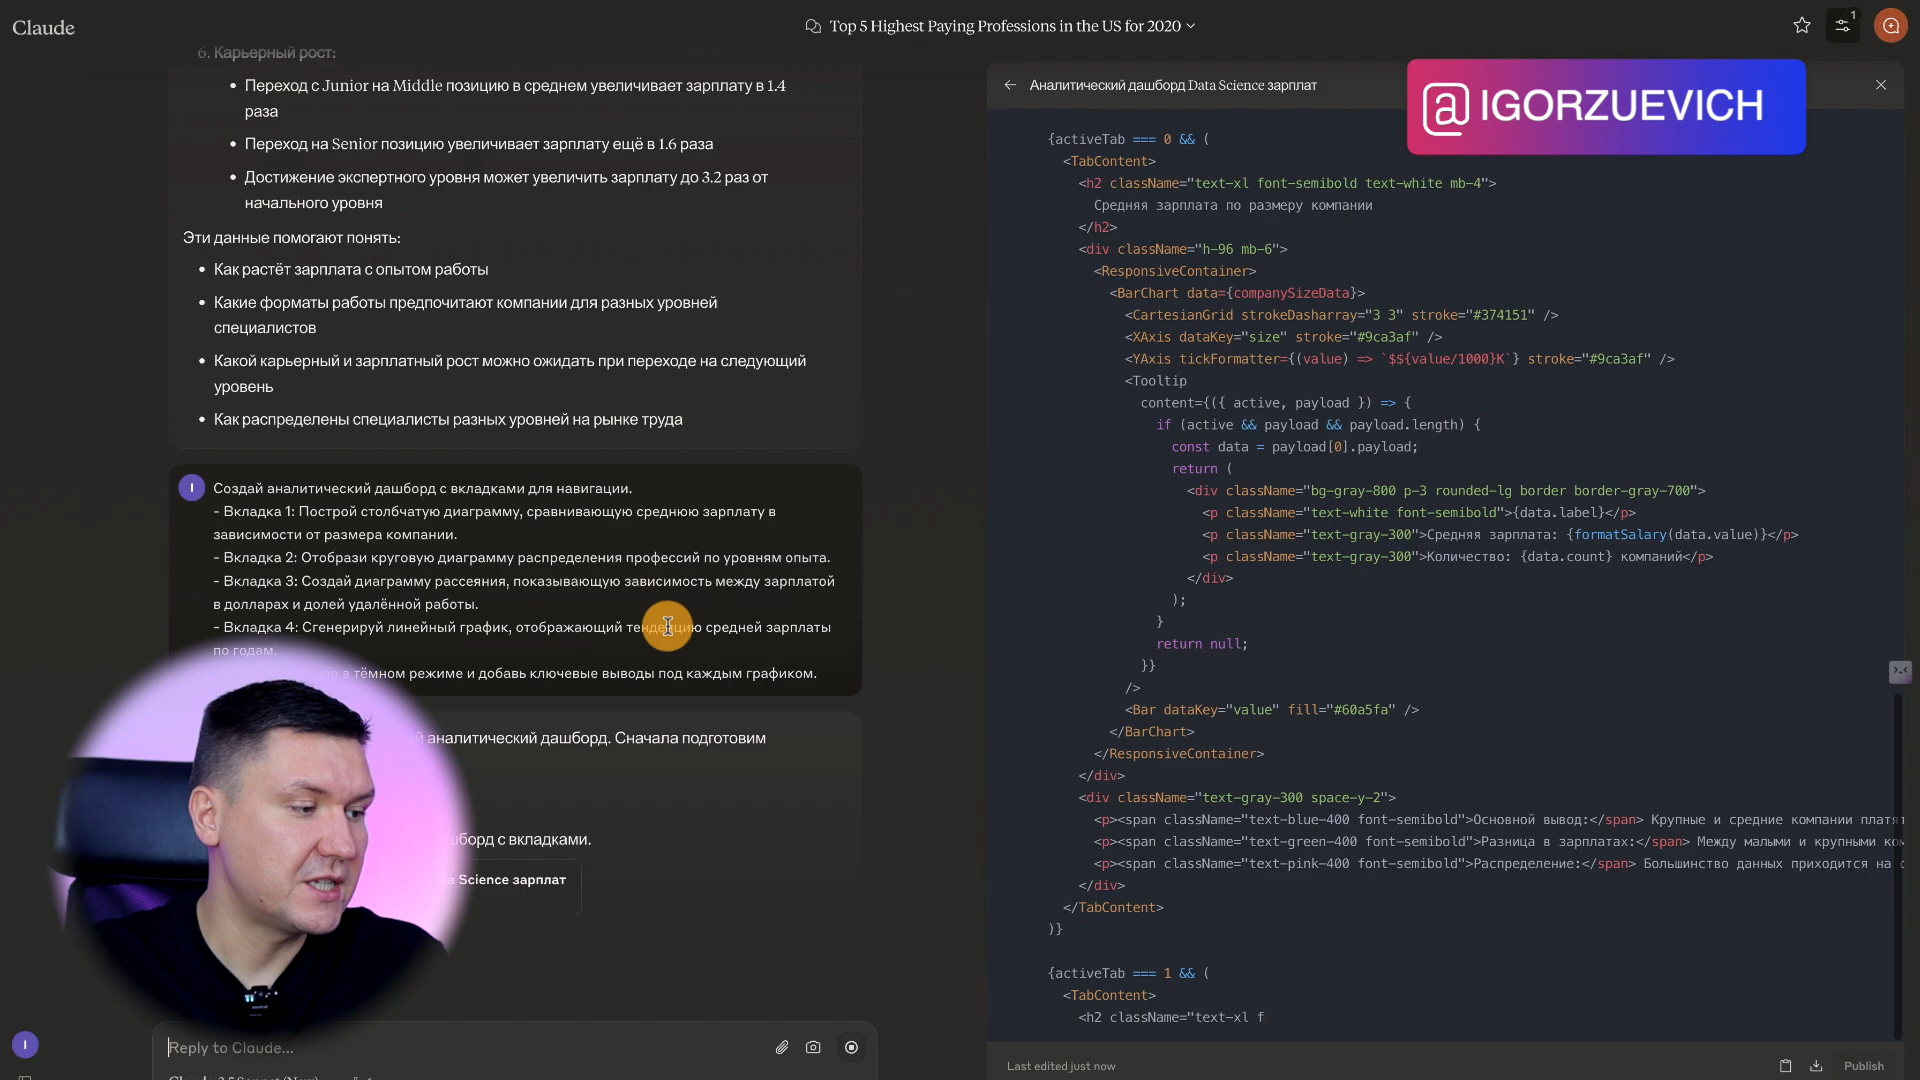 Claude
Top 5 Highest Paying Professions in the US for 2020
1
6. Карьерный рост:
Переход с Junior на Middle позицию в среднем увеличивает зарплату в 1.4
раза
Переход на Senior позицию увеличивает зарплату ещё в 1.6 раза
Достижение экспертного уровня может увеличить зарплату до 3.2 раз от
начального уровня
Эти данные помогают понять:
Как растёт зарплата с опытом работы
Какие форматы работы предпочитают компании для разных уровней
специалистов
Какой карьерный и зарплатный рост можно ожидать при переходе на следующий
уровень
Как распределены специалисты разных уровней на рынке труда
I
Создай аналитический дашборд с вкладками для навигации.
- Вкладка 1: Построй столбчатую диаграмму, сравнивающую среднюю зарплату в
зависимости от размера компании.
- Вкладка 2: Отобрази круговую диаграмму распределения профессий по уровням опыта.
- Вкладка 3: Создай диаграмму рассеяния, показывающую зависимость между зарплатой
в долларах и долей удалённой работы.
- Вкладка 4: Сгенерируй линейный график, отображающий тенденцию средней зарплаты
по годам.
в тёмном режиме и добавь ключевые выводы под каждым графиком.
аналитический дашборд. Сначала подготовим
с вкладками.
Science зарплат
I
Reply to Claude...
Аналитический дашборд Data Science зарплат
@IGORZUEVICH
{activeTab === 0 && (
<TabContent>
<h2 className="text-xl font-semibold text-white mb-4">
Средняя зарплата по размеру компании
</h2>
<div className="h-96 mb-6">
<ResponsiveContainer>
<BarChart data={companySizeData}>
<CartesianGrid strokeDasharray="3 3" stroke="#374151" />
<XAxis dataKey="size" stroke="#9ca3af" />
<YAxis tickFormatter={(value) => `$${value/1000}K`} stroke="#9ca3af" />
<Tooltip
content={({ active, payload }) => {
if (active && payload && payload.length) {
const data = payload[0].payload;
return (
<div className="bg-gray-800 p-3 rounded-lg border border-gray-700">
<p className="text-white font-semibold">{data.label}</p>
<p className="text-gray-300">Средняя зарплата: {formatSalary(data.value)}</p>
<p className="text-gray-300">Количество: {data.count} компаний</p>
</div>
);
}
return null;
}}
/>
<Bar dataKey="value" fill="#60a5fa" />
</BarChart>
</ResponsiveContainer>
</div>
<div className="text-gray-300 space-y-2">
<p><span className="text-blue-400 font-semibold">Основной вывод:</span> Крупные и средние компании
<p><span className="text-green-400 font-semibold">Разница в зарплатах:</span> Между малыми и крупными
<p><span className="text-pink-400 font-semibold">Распределение:</span> Большинство данных приходится на
</div>
</TabContent>
)}
{activeTab === 1 && (
<TabContent>
<h2 className="text-xl f
Last edited just now
Publish